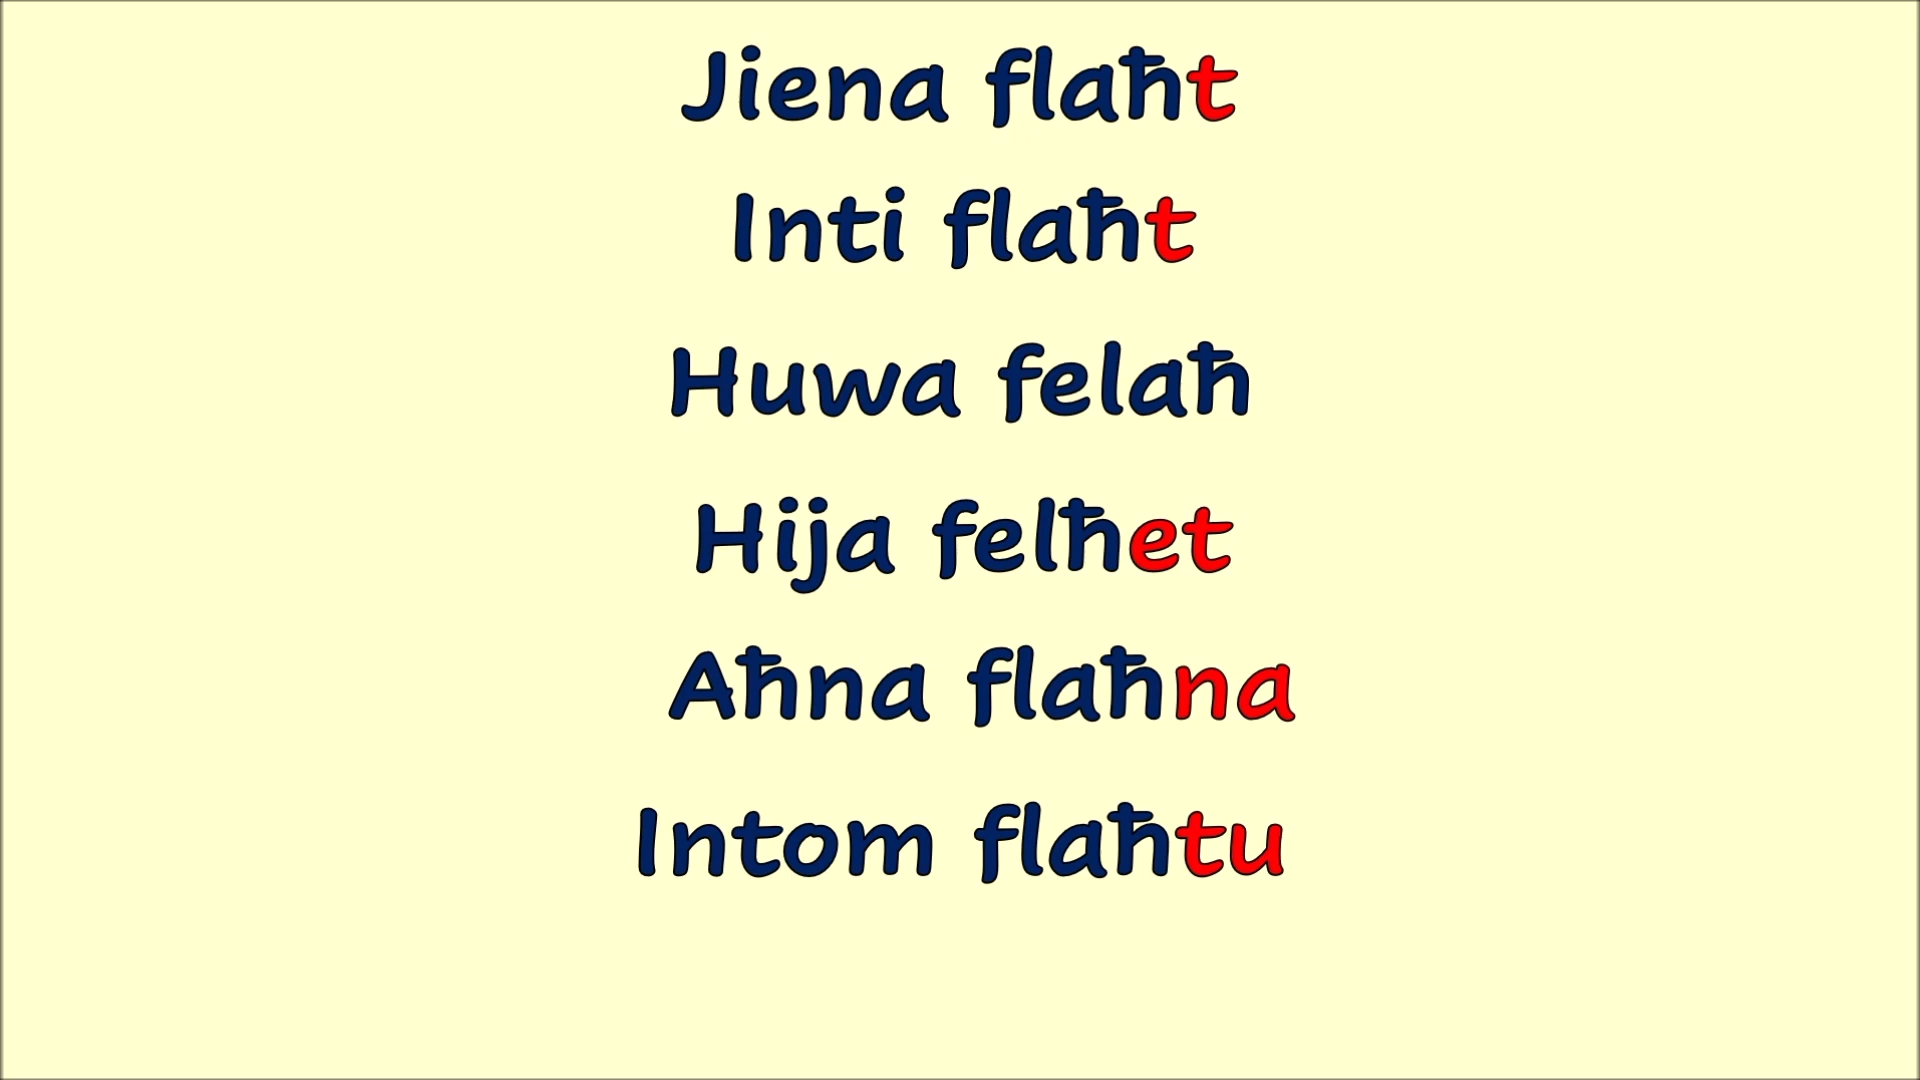 Jiena flaħt
Inti flaħt
Huwa felaħ
Hija felħet
Aħna flaħna
Intom flaħtu